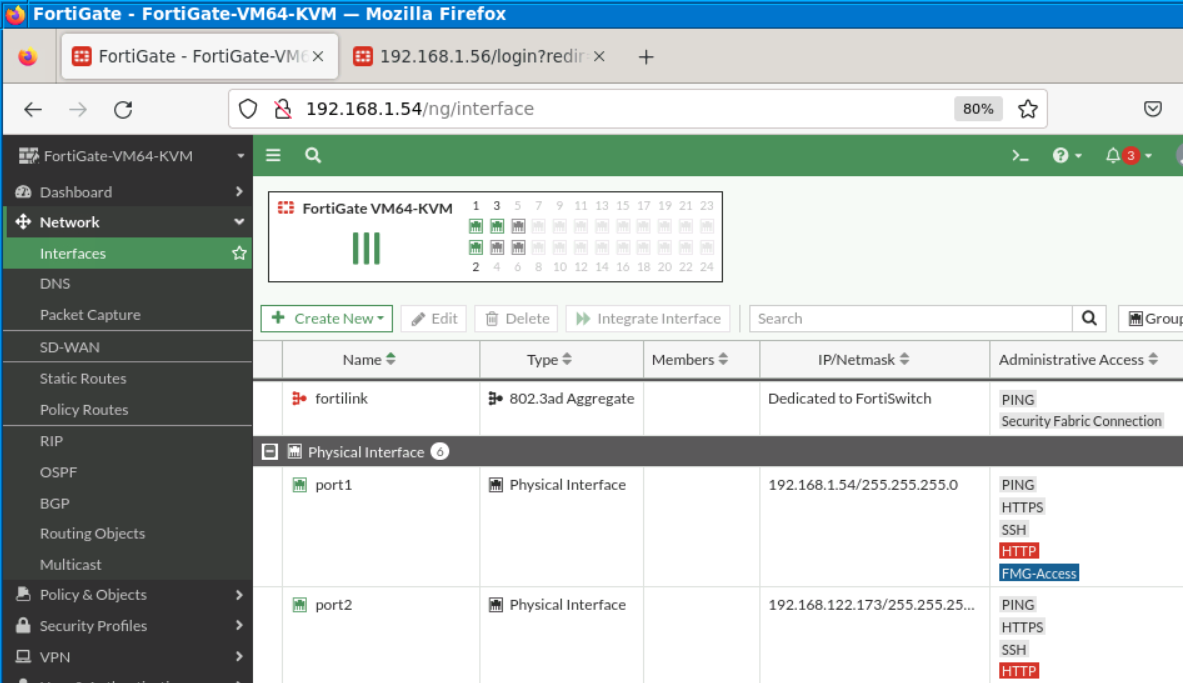 FortiGate - FortiGate-VM64-KVM — Mozilla Firefox
FortiGate - FortiGate-VM6
192.168.1.56/login?redir
192.168.1.54/ng/interface
80%
FortiGate-VM64-KVM
3
Dashboard
Network
Interfaces
DNS
Packet Capture
SD-WAN
Static Routes
Policy Routes
RIP
OSPF
BGP
Routing Objects
Multicast
Policy & Objects
Security Profiles
VPN
FortiGate VM64-KVM
1 3 5 7 9 11 13 15 17 19 21 23
2 4 6 8 10 12 14 16 18 20 22 24
Create New
Edit
Delete
Integrate Interface
Search
Group
Name Type Members IP/Netmask Administrative Access
fortilink 802.3ad Aggregate Dedicated to FortiSwitch PING
Security Fabric Connection
Physical Interface 6
port1 Physical Interface 192.168.1.54/255.255.255.0 PING
HTTPS
SSH
HTTP
FMG-Access
port2 Physical Interface 192.168.122.173/255.255.25... PING
HTTPS
SSH
HTTP